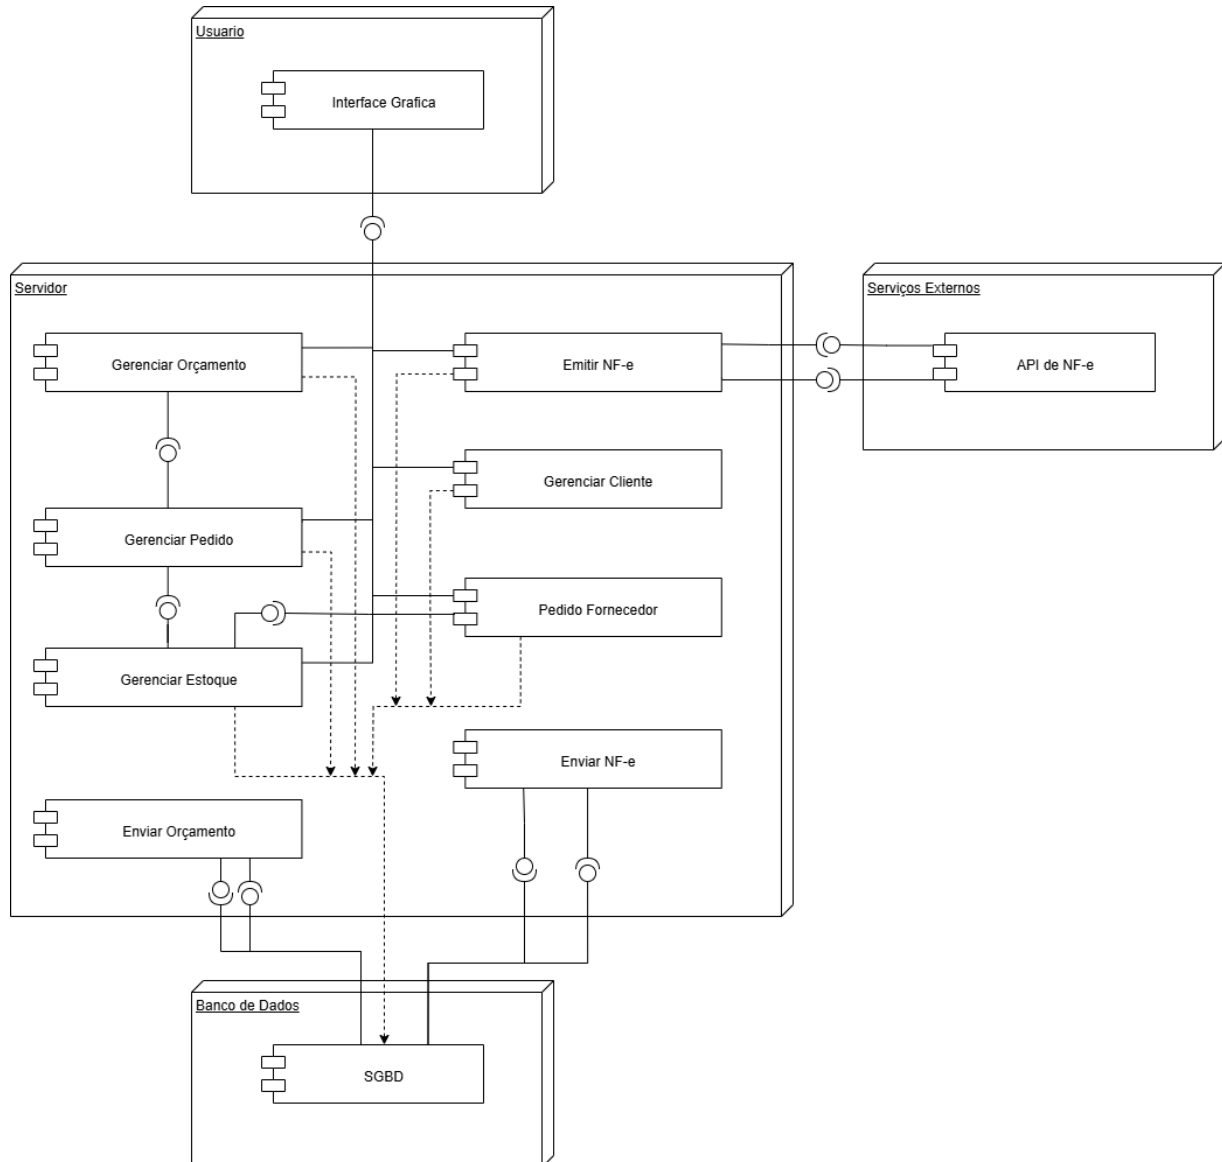 Usuario
Interface Grafica
Servidor
Serviços Externos
Gerenciar Orçamento
Emitir NF-e
API de NF-e
Gerenciar Cliente
Gerenciar Pedido
Pedido Fornecedor
Gerenciar Estoque
Enviar NF-e
Enviar Orçamento
Banco de Dados
SGBD